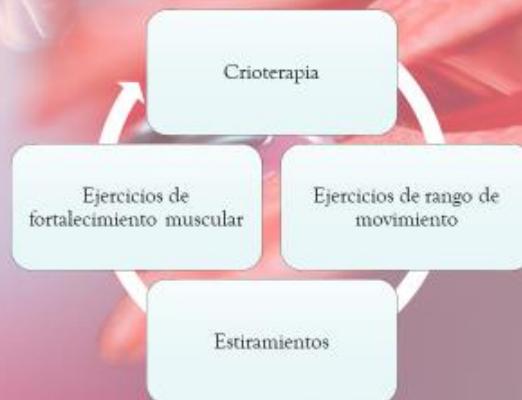 Crioterapia
Ejercicios de
fortalecimiento muscular
Ejercicios de rango de
movimiento
Estiramientos